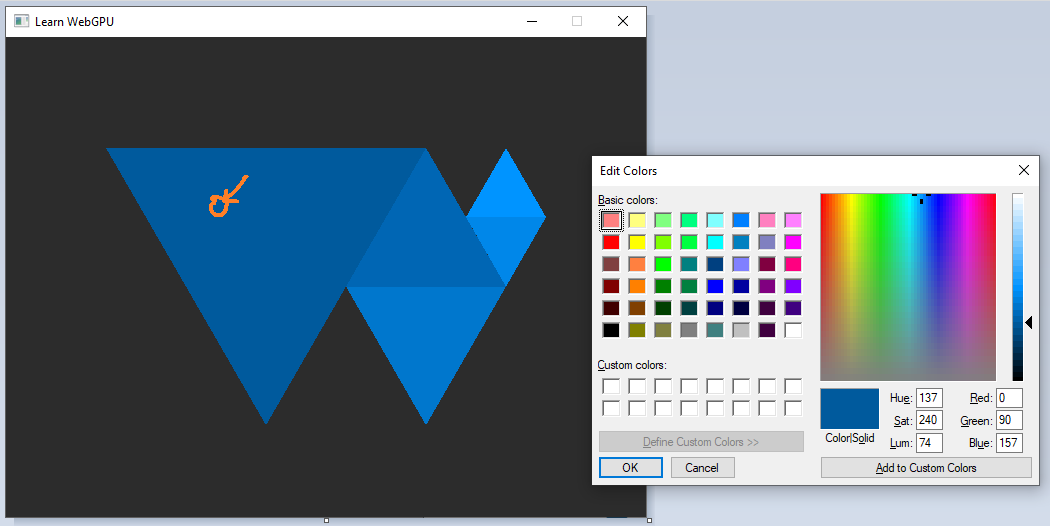 Learn WebGPU
Edit Colors
Basic colors:
Custom colors:
Define Custom Colors >>
OK Cancel
Color|Solid
Hue: 137 Red: 0
Sat: 240 Green: 90
Lum: 74 Blue: 157
Add to Custom Colors